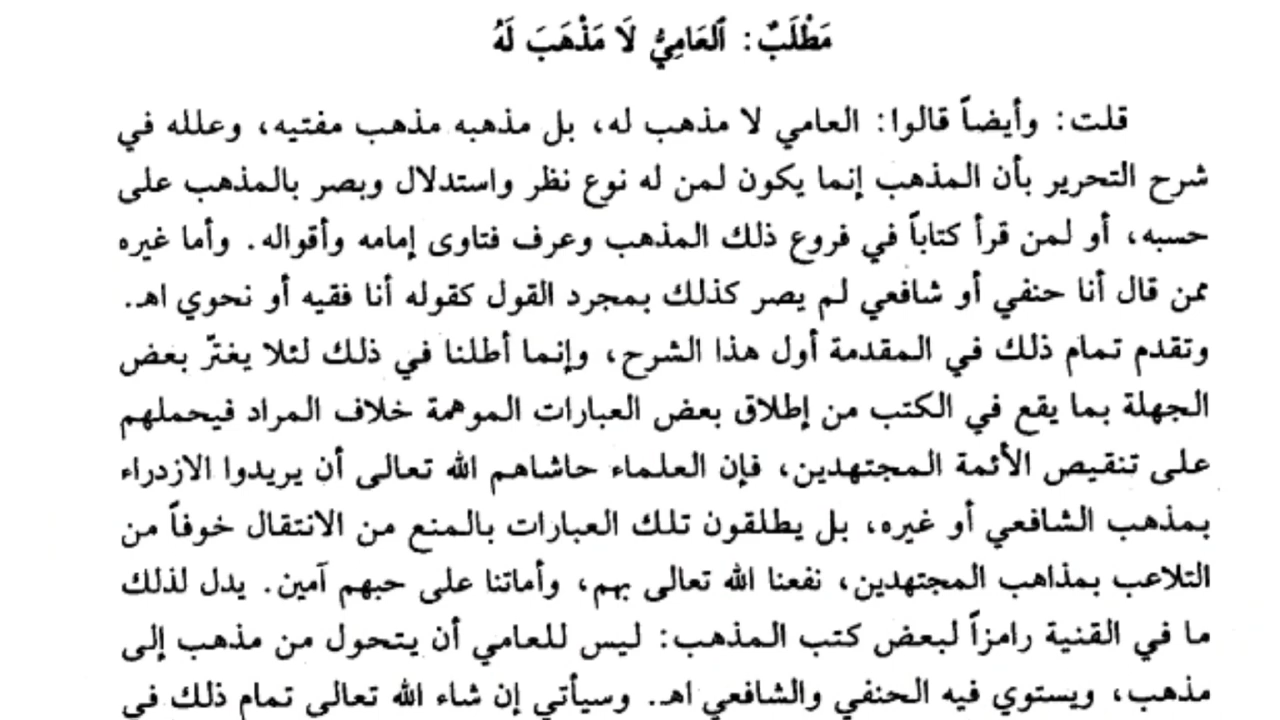 مَطْلَبٌ: ٱلعَامِيُّ لَا مَذْهَبَ لَهُ
قلت: وأيضاً قالوا: العامي لا مذهب له، بل مذهبه مذهب مفتيه، وعلله في
شرح التحرير بأن المذهب إنما يكون لمن له نوع نظر واستدلال وبصر بالمذهب على
حسبه، أو لمن قرأ كتاباً في فروع ذلك المذهب وعرف فتاوى إمامه وأقواله. وأما غيره
ممن قال أنا حنفي أو شافعي لم يصر كذلك بمجرد القول كقوله أنا فقيه أو نحوي اهـ.
وتقدم تمام ذلك في المقدمة أول هذا الشرح، وإنما أطلنا في ذلك لئلا يغترّ بعض
الجهلة بما يقع في الكتب من إطلاق بعض العبارات الموهمة خلاف المراد فيحملهم
على تنقيص الأئمة المجتهدين، فإن العلماء حاشاهم الله تعالى أن يريدوا الازدراء
بمذهب الشافعي أو غيره، بل يطلقون تلك العبارات بالمنع من الانتقال خوفاً من
التلاعب بمذاهب المجتهدين، نفعنا الله تعالى بهم، وأماتنا على حبهم آمين. يدل لذلك
ما في القنية رامزاً لبعض كتب المذهب: ليس للعامي أن يتحول من مذهب إلى
مذهب، ويستوي فيه الحنفي والشافعي اهـ. وسيأتي إن شاء الله تعالى تمام ذلك في